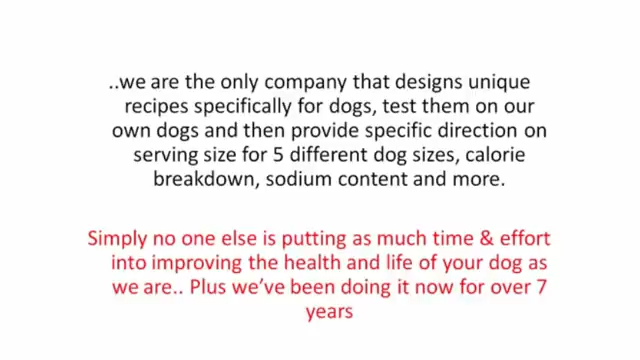 ..we are the only company that designs unique
recipes specifically for dogs, test them on our
own dogs and then provide specific direction on
serving size for 5 different dog sizes, calorie
breakdown, sodium content and more.
Simply no one else is putting as much time & effort
into improving the health and life of your dog as
we are.. Plus we've been doing it now for over 7
years